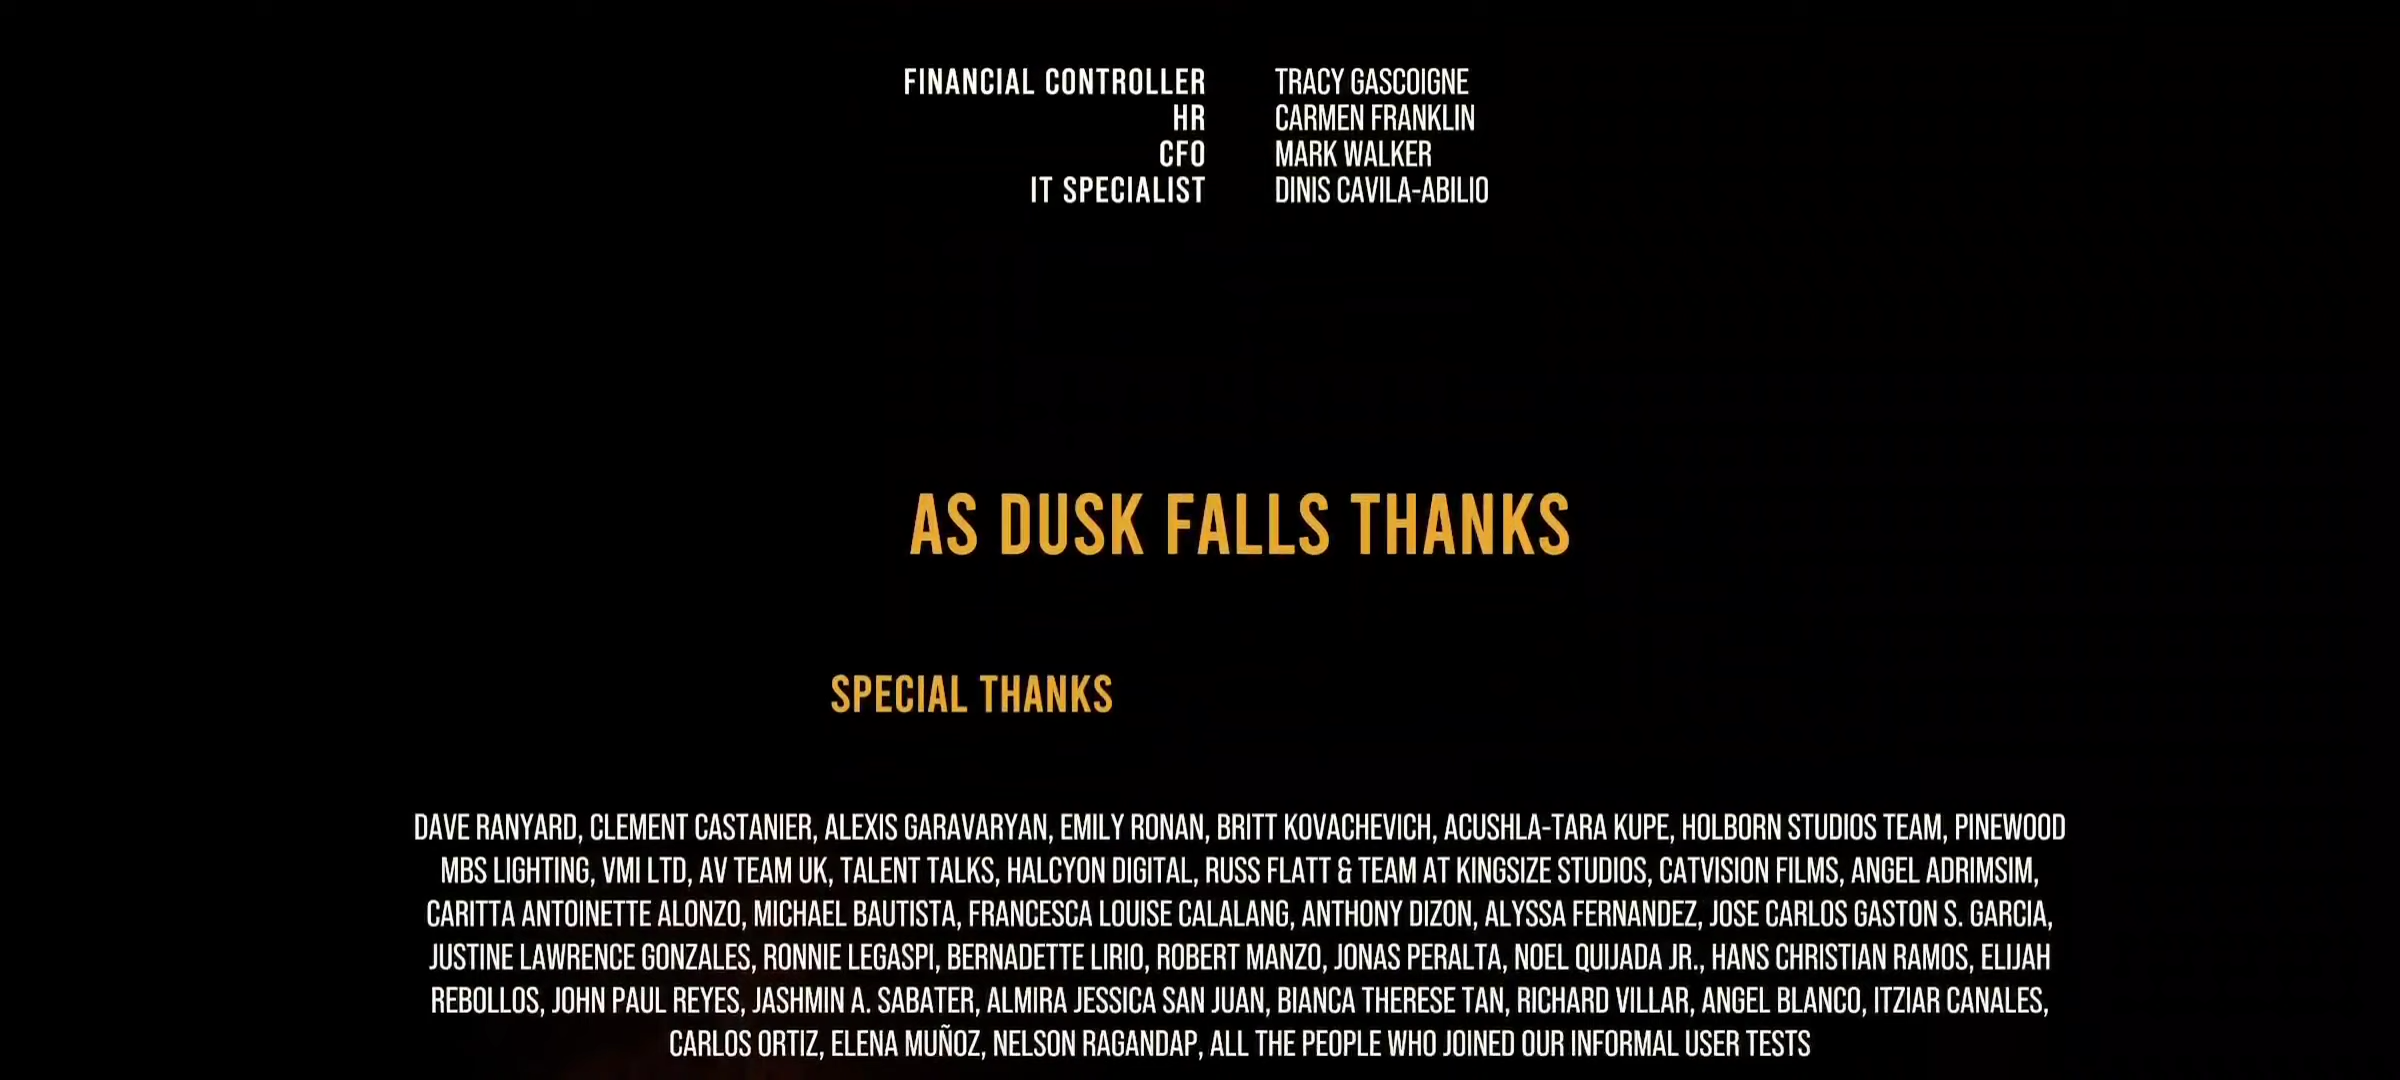 FINANCIAL CONTROLLER TRACY GASCOIGNE
HR CARMEN FRANKLIN
CFO MARK WALKER
IT SPECIALIST DINIS CAVILA-ABILIO
AS DUSK FALLS THANKS
SPECIAL THANKS
DAVE RANYARD, CLEMENT CASTANIER, ALEXIS GARAVARYAN, EMILY RONAN, BRITT KOVACHEVICH, ACUSHLA-TARA KUPE, HOLBORN STUDIOS TEAM, PINEWOOD
MBS LIGHTING, VMI LTD, AV TEAM UK, TALENT TALKS, HALCYON DIGITAL, RUSS FLATT & TEAM AT KINGSIZE STUDIOS, CATVISION FILMS, ANGEL ADRIMSIM,
CARITTA ANTOINETTE ALONZO, MICHAEL BAUTISTA, FRANCESCA LOUISE CALALANG, ANTHONY DIZON, ALYSSA FERNANDEZ, JOSE CARLOS GASTON S. GARCIA,
JUSTINE LAWRENCE GONZALES, RONNIE LEGASPI, BERNADETTE LIRIO, ROBERT MANZO, JONAS PERALTA, NOEL QUIJADA JR., HANS CHRISTIAN RAMOS, ELIJAH
REBOLLOS, JOHN PAUL REYES, JASHMIN A. SABATER, ALMIRA JESSICA SAN JUAN, BIANCA THERESE TAN, RICHARD VILLAR, ANGEL BLANCO, ITZIAR CANALES,
CARLOS ORTIZ, ELENA MUÑOZ, NELSON RAGANDAP, ALL THE PEOPLE WHO JOINED OUR INFORMAL USER TESTS